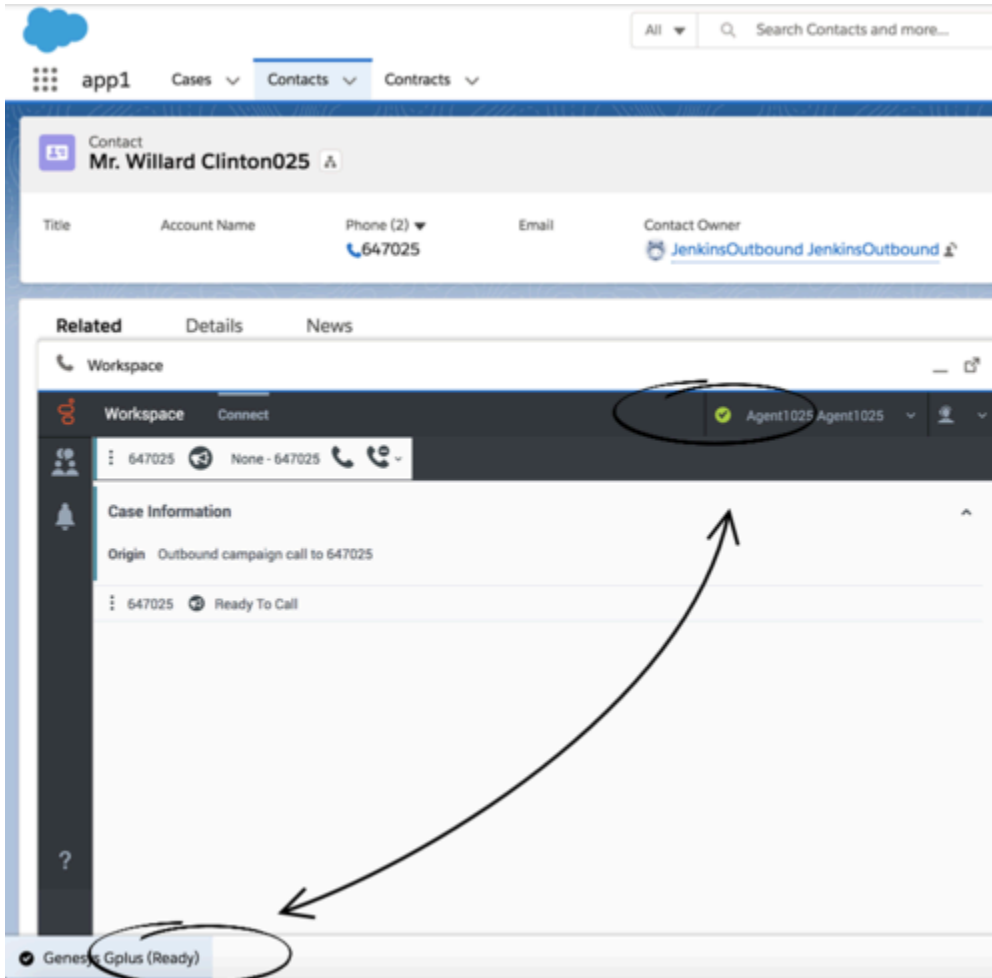 All Search Contacts and more...
app1 Cases Contacts Contracts
Contact
Mr. Willard Clinton025
Title Account Name Phone (2) Email Contact Owner
647025 JenkinsOutbound JenkinsOutbound
Related Details News
Workspace
Workspace Connect Agent1025 Agent1025
647025 None - 647025
Case Information
Origin Outbound campaign call to 647025
647025 Ready To Call
?
Genesys Gplus (Ready)